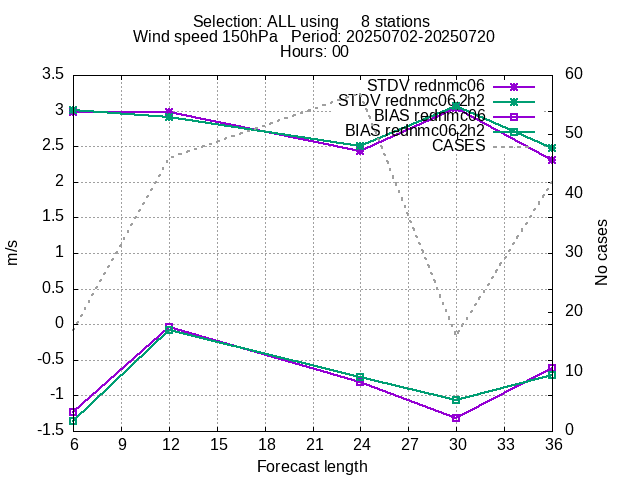 Selection: ALL using     8 stations
Wind speed 150hPa   Period: 20250702-20250720
Hours: 00
3.5
3
2.5
2
1.5
1
0.5
0
-0.5
-1
-1.5
m/s
60
50
40
30
20
10
0
No cases
STDV rednmc06
STDV rednmc06,2h2
BIAS rednmc06
BIAS rednmc06,2h2
CASES
6 9 12 15 18 21 24 27 30 33 36
Forecast length